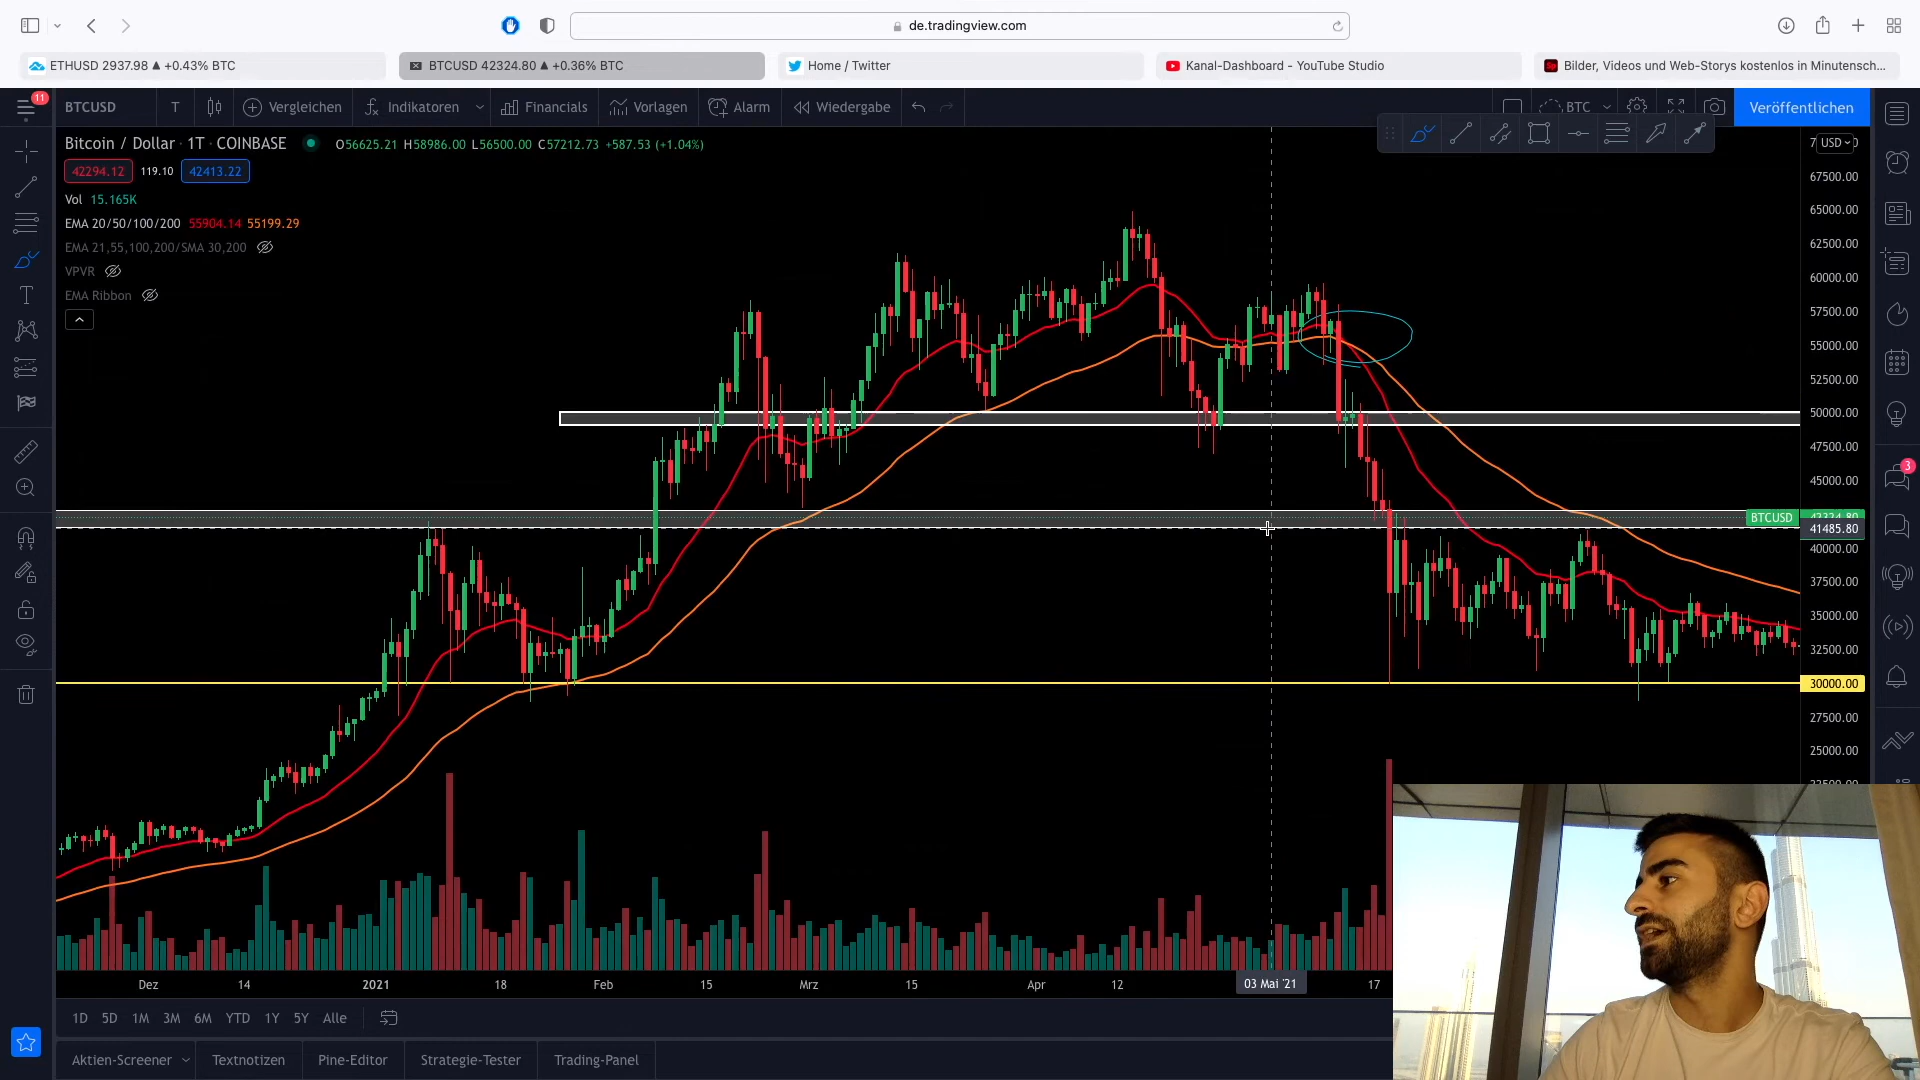 de.tradingview.com
ETHUSD 2937.98 ▲ +0.43% BTC
BTCUSD 42324.80 ▲ +0.36% BTC
Home / Twitter
Kanal-Dashboard - YouTube Studio
Bilder, Videos und Web-Storys kostenlos in Minutensch...
11
BTCUSD
T
Vergleichen
Indikatoren
Financials
Vorlagen
Alarm
Wiedergabe
BTC
Veröffentlichen
Bitcoin / Dollar · 1T · COINBASE
O56625.21 H58986.00 L56500.00 C57212.73 +587.53 (+1.04%)
USD
42294.12 119.10 42413.22
Vol 15.165K
EMA 20/50/100/200 55904.14 55199.29
EMA 21,55,100,200/SMA 30,200
VPVR
EMA Ribbon
67500.00
65000.00
62500.00
60000.00
57500.00
55000.00
52500.00
50000.00
47500.00
45000.00
BTCUSD
41485.80
40000.00
37500.00
35000.00
32500.00
30000.00
27500.00
25000.00
3
Dez 14 2021 18 Feb 15 Mrz 15 Apr 12 03 Mai '21 17
1D 5D 1M 3M 6M YTD 1Y 5Y Alle
Aktien-Screener Textnotizen Pine-Editor Strategie-Tester Trading-Panel